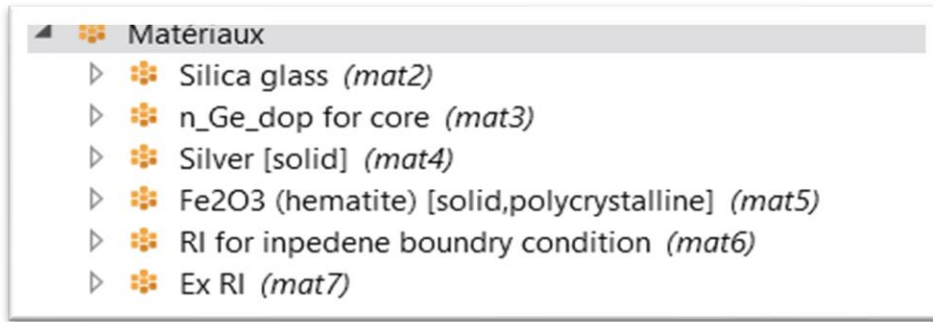 Matériaux
Silica glass (mat2)
n_Ge_dop for core (mat3)
Silver [solid] (mat4)
Fe2O3 (hematite) [solid,polycrystalline] (mat5)
RI for inpedene boundry condition (mat6)
Ex RI (mat7)